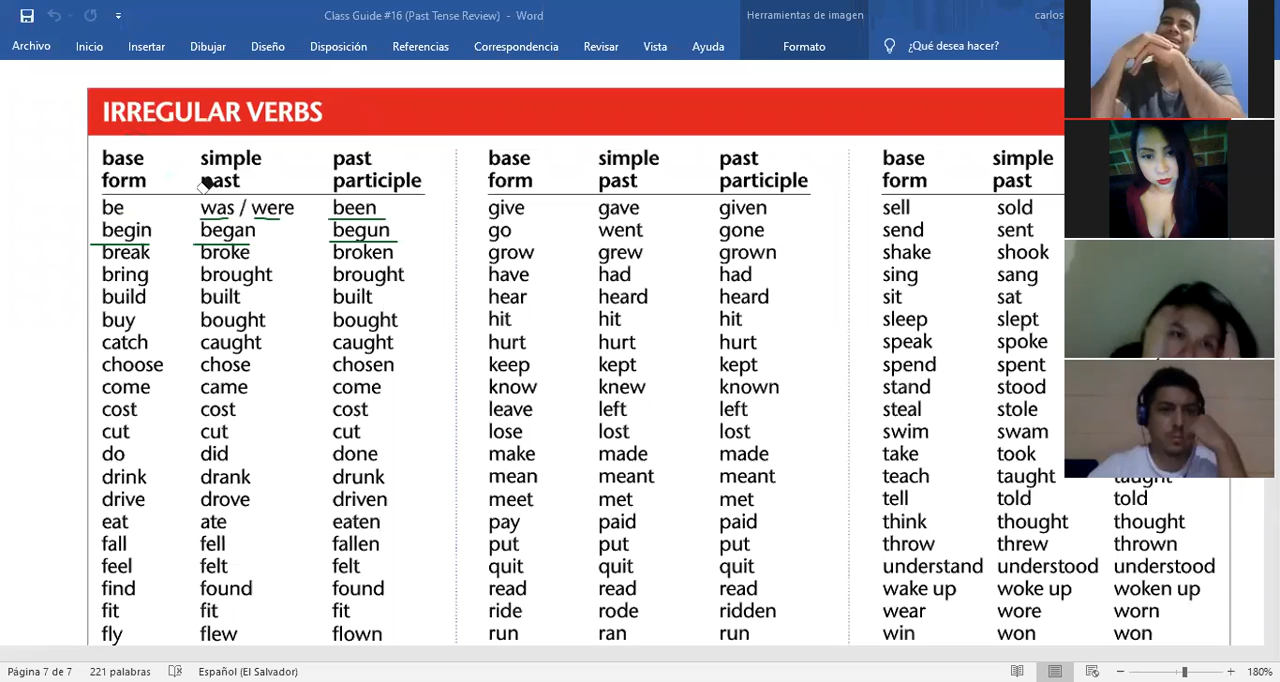 Class Guide #16 (Past Tense Review) - Word
Herramientas de imagen
carlos
Archivo
Inicio
Insertar
Dibujar
Diseño
Disposición
Referencias
Correspondencia
Revisar
Vista
Ayuda
Formato
¿Qué desea hacer?
IRREGULAR VERBS
base simple past base simple past base simple
form past participle form past participle form past
be was / were been give gave given sell sold
begin began begun go went gone send sent
break broke broken grow grew grown shake shook
bring brought brought have had had sing sang
build built built hear heard heard sit sat
buy bought bought hit hit hit sleep slept
catch caught caught hurt hurt hurt speak spoke
choose chose chosen keep kept kept spend spent
come came come know knew known stand stood
cost cost cost leave left left steal stole
cut cut cut lose lost lost swim swam
do did done make made made take took
drink drank drunk mean meant meant teach taught taught
drive drove driven meet met met tell told told
eat ate eaten pay paid paid think thought thought
fall fell fallen put put put throw threw thrown
feel felt felt quit quit quit understand understood understood
find found found read read read wake up woke up woken up
fit fit fit ride rode ridden wear wore worn
fly flew flown run ran run win won won
Página 7 de 7
221 palabras
Español (El Salvador)
180%